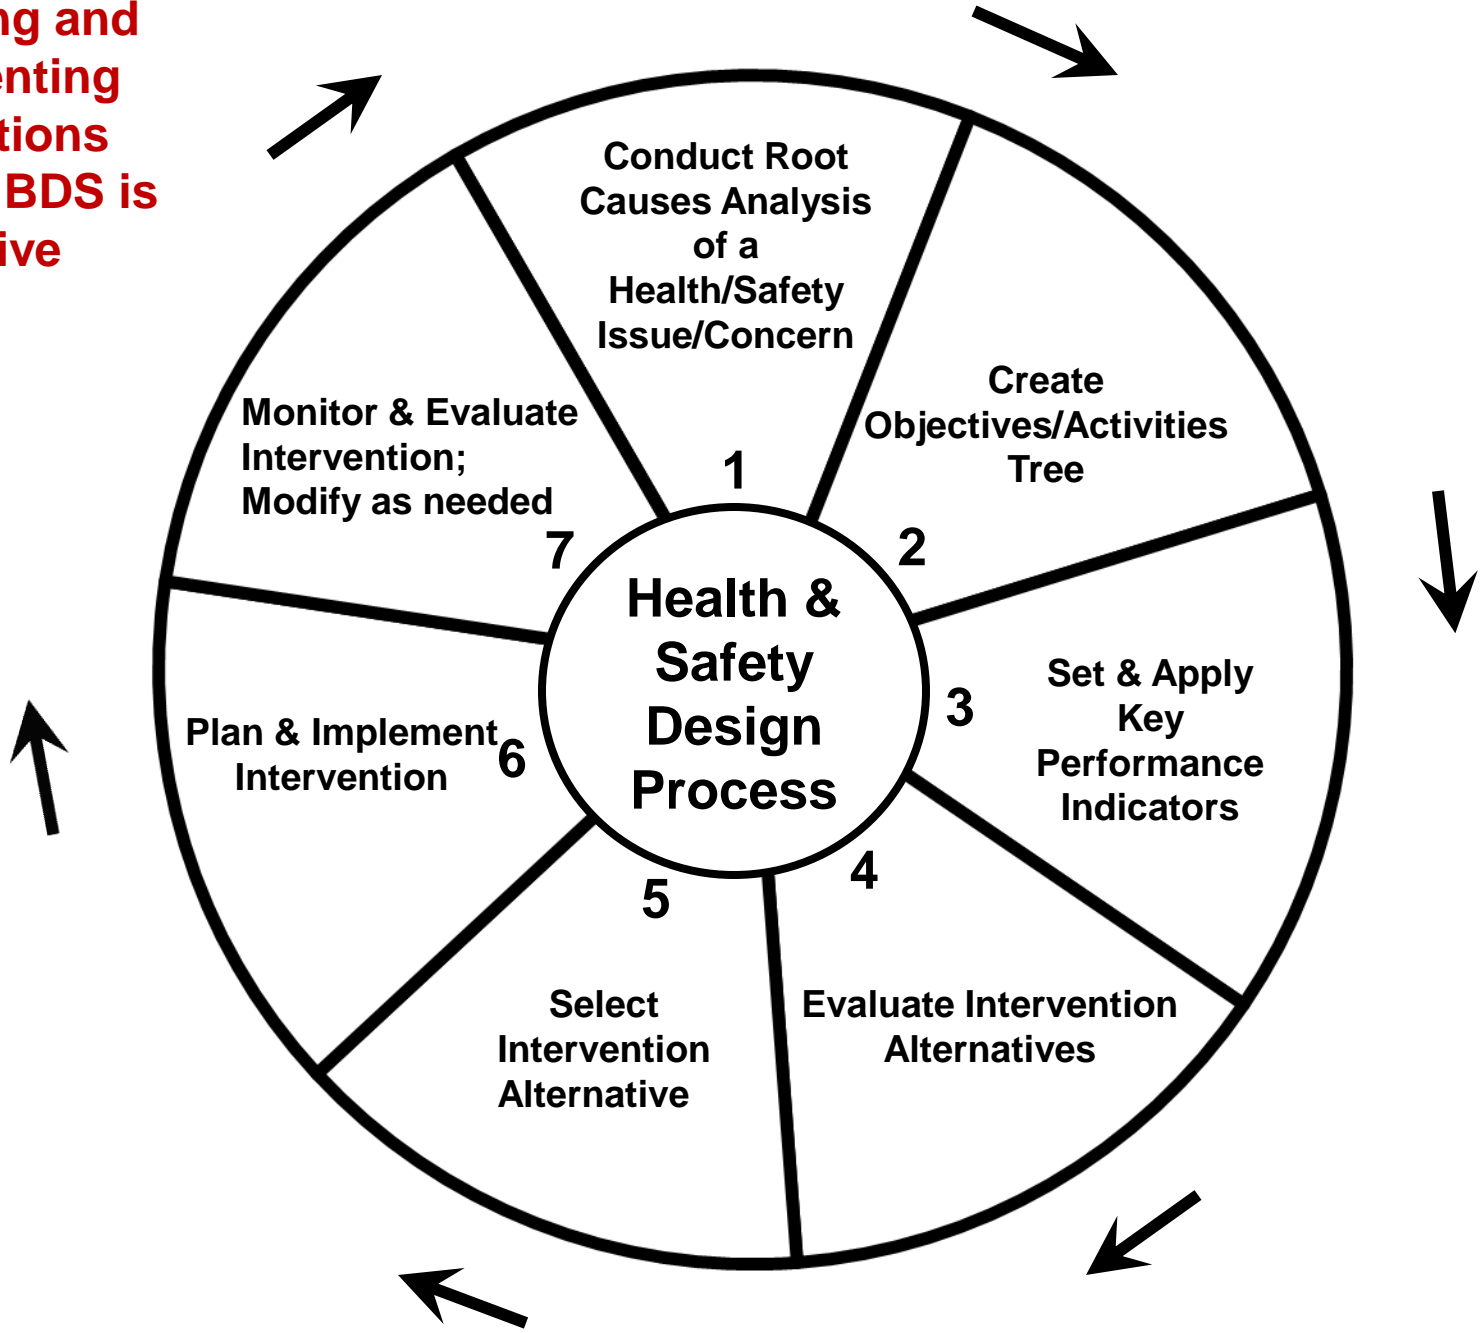 ng and
enting
tions
BDS is
ive
Conduct Root
Causes Analysis
of a
Health/Safety
Issue/Concern
1
Create
Objectives/Activities
Tree
2
Set & Apply
Key
Performance
Indicators
3
Evaluate Intervention
Alternatives
4
Select
Intervention
Alternative
5
Plan & Implement
Intervention
6
Monitor & Evaluate
Intervention;
Modify as needed
7
Health &
Safety
Design
Process